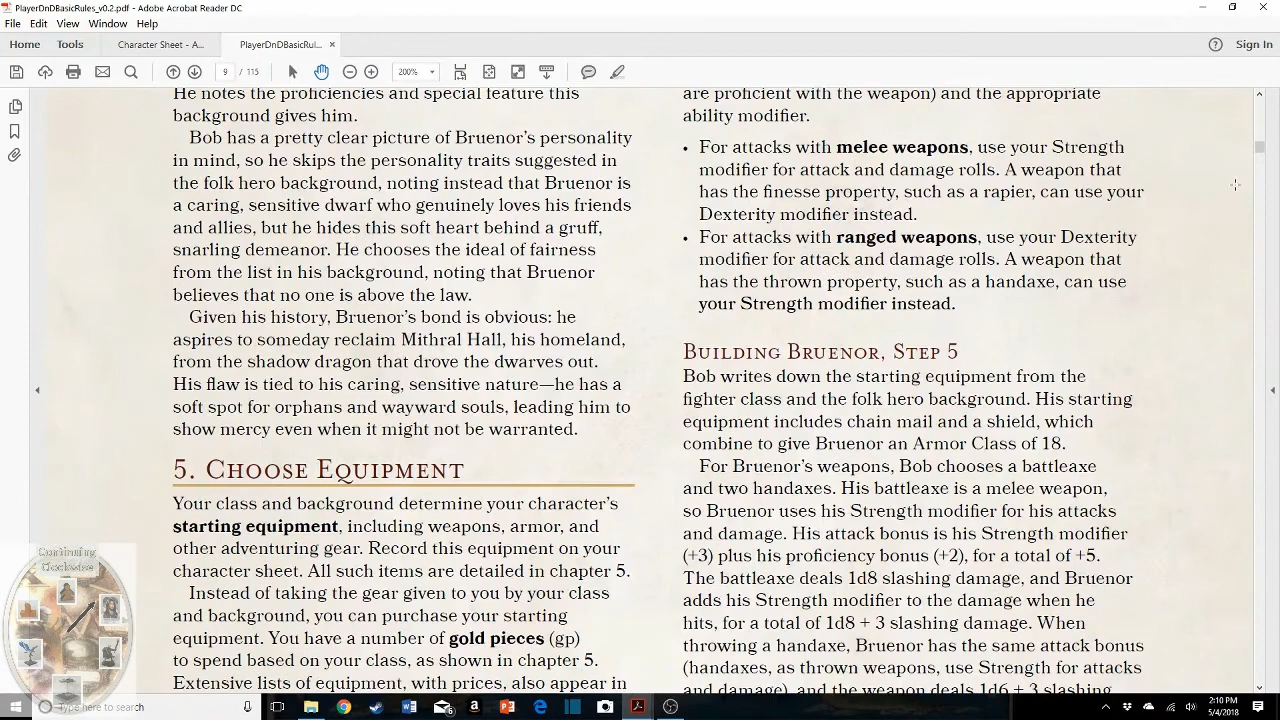 PlayerDnDBasicRules_v0.2.pdf - Adobe Acrobat Reader DC
File Edit View Window Help
Home Tools Character Sheet - A... PlayerDnDBasicRul... × Sign In
9 / 115 200%
He notes the proficiencies and special feature this
background gives him.
Bob has a pretty clear picture of Bruenor’s personality
in mind, so he skips the personality traits suggested in
the folk hero background, noting instead that Bruenor is
a caring, sensitive dwarf who genuinely loves his friends
and allies, but he hides this soft heart behind a gruff,
snarling demeanor. He chooses the ideal of fairness
from the list in his background, noting that Bruenor
believes that no one is above the law.
Given his history, Bruenor’s bond is obvious: he
aspires to someday reclaim Mithral Hall, his homeland,
from the shadow dragon that drove the dwarves out.
His flaw is tied to his caring, sensitive nature—he has a
soft spot for orphans and wayward souls, leading him to
show mercy even when it might not be warranted.
5. Choose Equipment
Your class and background determine your character’s
starting equipment, including weapons, armor, and
other adventuring gear. Record this equipment on your
character sheet. All such items are detailed in chapter 5.
Instead of taking the gear given to you by your class
and background, you can purchase your starting
equipment. You have a number of gold pieces (gp)
to spend based on your class, as shown in chapter 5.
Extensive lists of equipment, with prices, also appear in
are proficient with the weapon) and the appropriate
ability modifier.
• For attacks with melee weapons, use your Strength
modifier for attack and damage rolls. A weapon that
has the finesse property, such as a rapier, can use your
Dexterity modifier instead.
• For attacks with ranged weapons, use your Dexterity
modifier for attack and damage rolls. A weapon that
has the thrown property, such as a handaxe, can use
your Strength modifier instead.
Building Bruenor, Step 5
Bob writes down the starting equipment from the
fighter class and the folk hero background. His starting
equipment includes chain mail and a shield, which
combine to give Bruenor an Armor Class of 18.
For Bruenor’s weapons, Bob chooses a battleaxe
and two handaxes. His battleaxe is a melee weapon,
so Bruenor uses his Strength modifier for his attacks
and damage. His attack bonus is his Strength modifier
(+3) plus his proficiency bonus (+2), for a total of +5.
The battleaxe deals 1d8 slashing damage, and Bruenor
adds his Strength modifier to the damage when he
hits, for a total of 1d8 + 3 slashing damage. When
throwing a handaxe, Bruenor has the same attack bonus
(handaxes, as thrown weapons, use Strength for attacks
and damage), and the weapon deals 1d6 + 3 slashing
Continuing
Clockwise
Type here to search
2:10 PM
5/4/2018